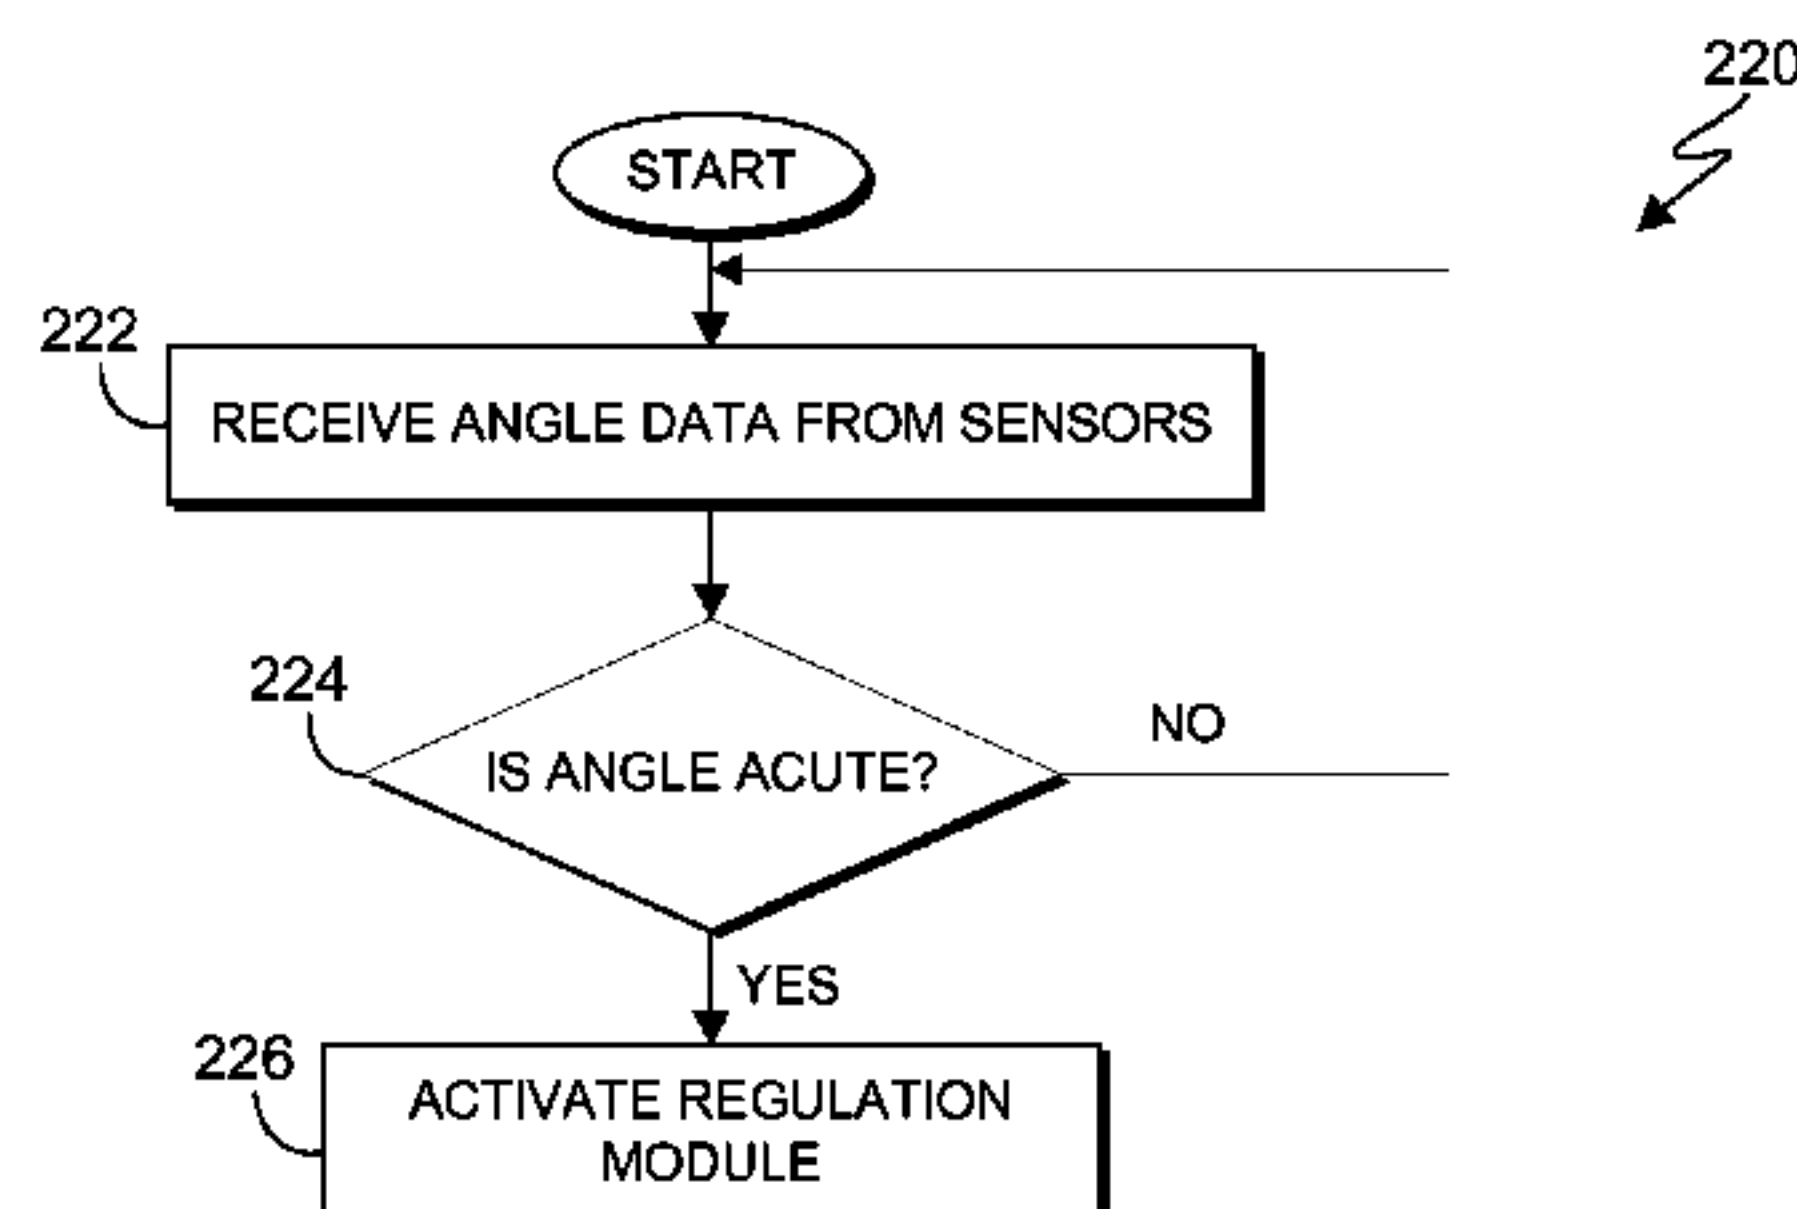 220
START
222
RECEIVE ANGLE DATA FROM SENSORS
224
NO
IS ANGLE ACUTE?
YES
226
ACTIVATE REGULATION
MODULE